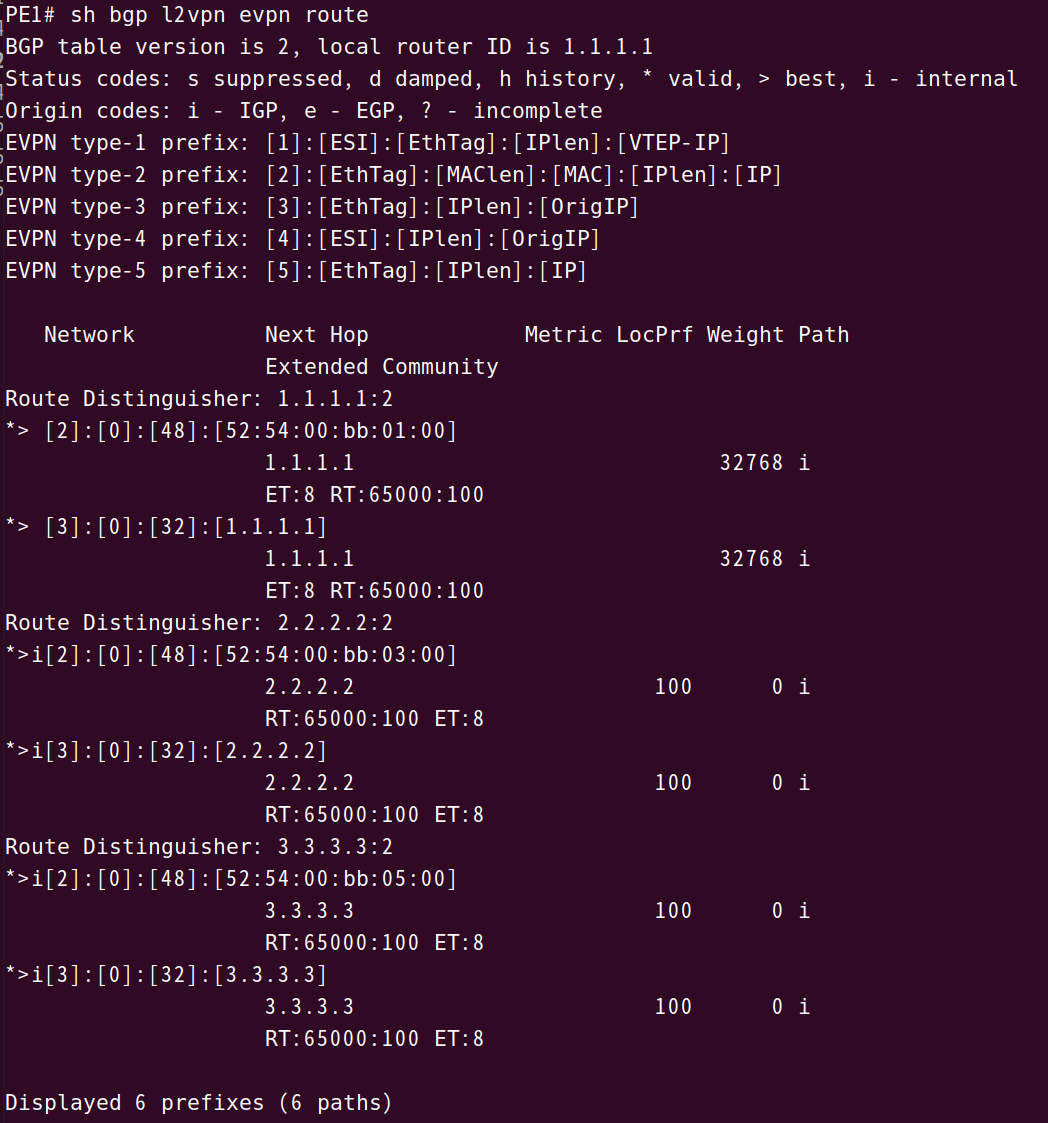 PE1# sh bgp l2vpn evpn route
BGP table version is 2, local router ID is 1.1.1.1
Status codes: s suppressed, d damped, h history, * valid, > best, i - internal
Origin codes: i - IGP, e - EGP, ? - incomplete
EVPN type-1 prefix: [1]:[ESI]:[EthTag]:[IPlen]:[VTEP-IP]
EVPN type-2 prefix: [2]:[EthTag]:[MAClen]:[MAC]:[IPlen]:[IP]
EVPN type-3 prefix: [3]:[EthTag]:[IPlen]:[OrigIP]
EVPN type-4 prefix: [4]:[ESI]:[IPlen]:[OrigIP]
EVPN type-5 prefix: [5]:[EthTag]:[IPlen]:[IP]

   Network          Next Hop            Metric LocPrf Weight Path
                    Extended Community
Route Distinguisher: 1.1.1.1:2
*> [2]:[0]:[48]:[52:54:00:bb:01:00]
                    1.1.1.1                            32768 i
                    ET:8 RT:65000:100
*> [3]:[0]:[32]:[1.1.1.1]
                    1.1.1.1                            32768 i
                    ET:8 RT:65000:100
Route Distinguisher: 2.2.2.2:2
*>i[2]:[0]:[48]:[52:54:00:bb:03:00]
                    2.2.2.2                       100      0 i
                    RT:65000:100 ET:8
*>i[3]:[0]:[32]:[2.2.2.2]
                    2.2.2.2                       100      0 i
                    RT:65000:100 ET:8
Route Distinguisher: 3.3.3.3:2
*>i[2]:[0]:[48]:[52:54:00:bb:05:00]
                    3.3.3.3                       100      0 i
                    RT:65000:100 ET:8
*>i[3]:[0]:[32]:[3.3.3.3]
                    3.3.3.3                       100      0 i
                    RT:65000:100 ET:8

Displayed 6 prefixes (6 paths)